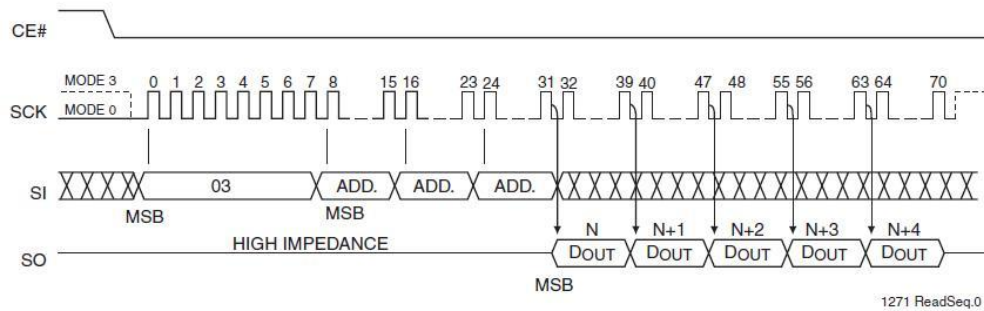 CE#
MODE 3
0 1 2 3 4 5 6 7 8 15 16 23 24 31 32 39 40 47 48 55 56 63 64 70
SCK
MODE 0
SI
03
ADD.
ADD.
ADD.
MSB
MSB
N
N+1
N+2
N+3
N+4
HIGH IMPEDANCE
SO
DOUT
DOUT
DOUT
DOUT
DOUT
MSB
1271 ReadSeq.0